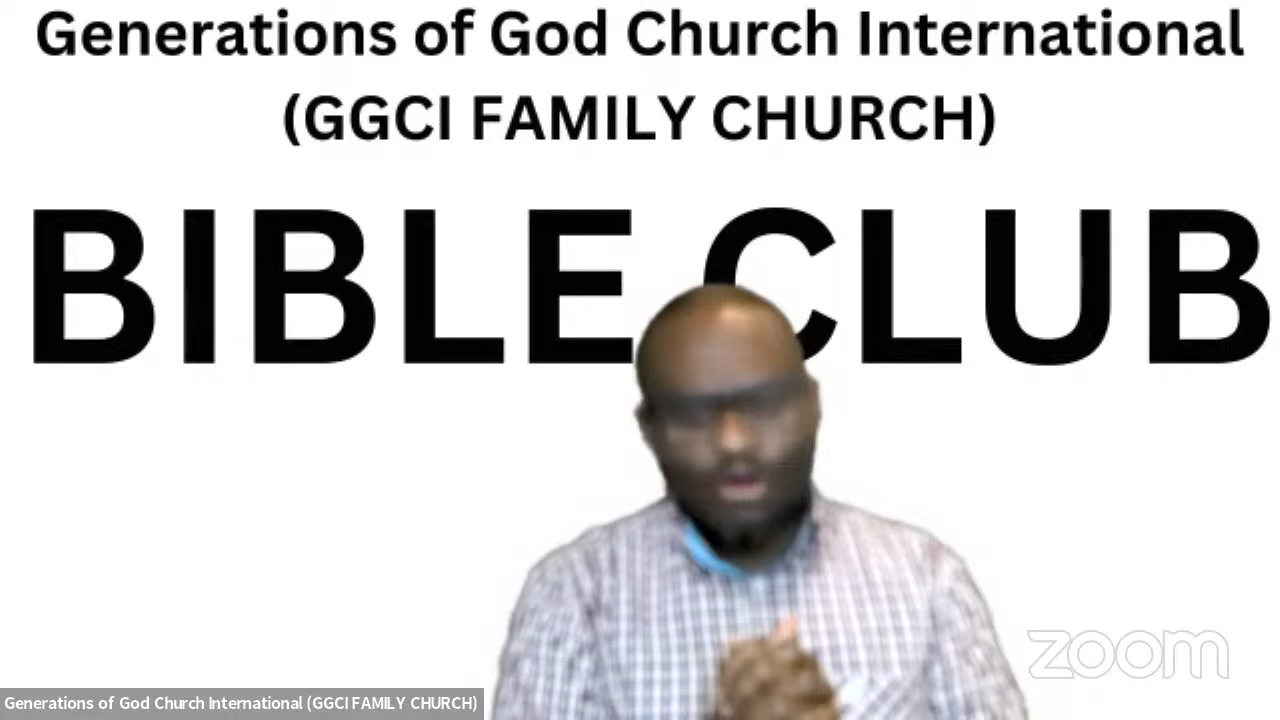 Generations of God Church International
(GGCI FAMILY CHURCH)
BIBLE CLUB
zoom
Generations of God Church International (GGCI FAMILY CHURCH)